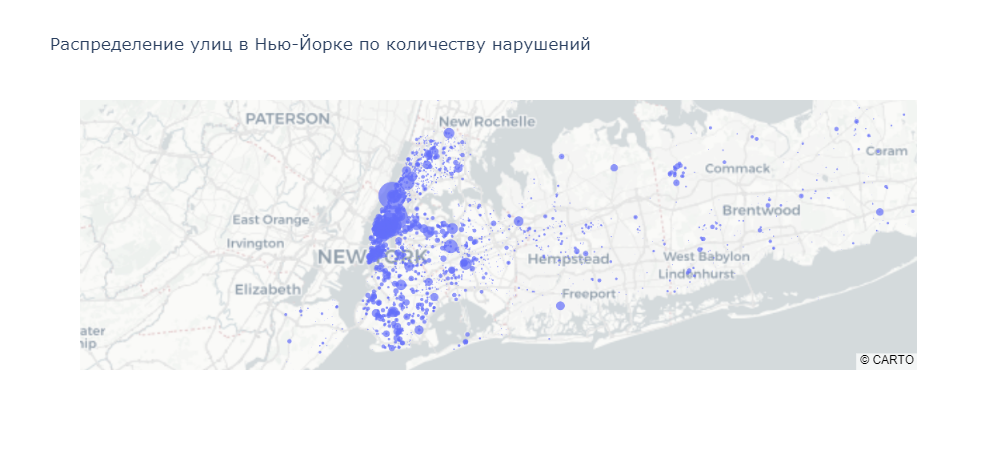 Распределение улиц в Нью-Йорке по количеству нарушений
PATERSON
New Rochelle
Commack
Brentwood
East Orange
Irvington
NEW YORK
Hempstead
West Babylon
Lindenhurst
Elizabeth
Freeport
© CARTO